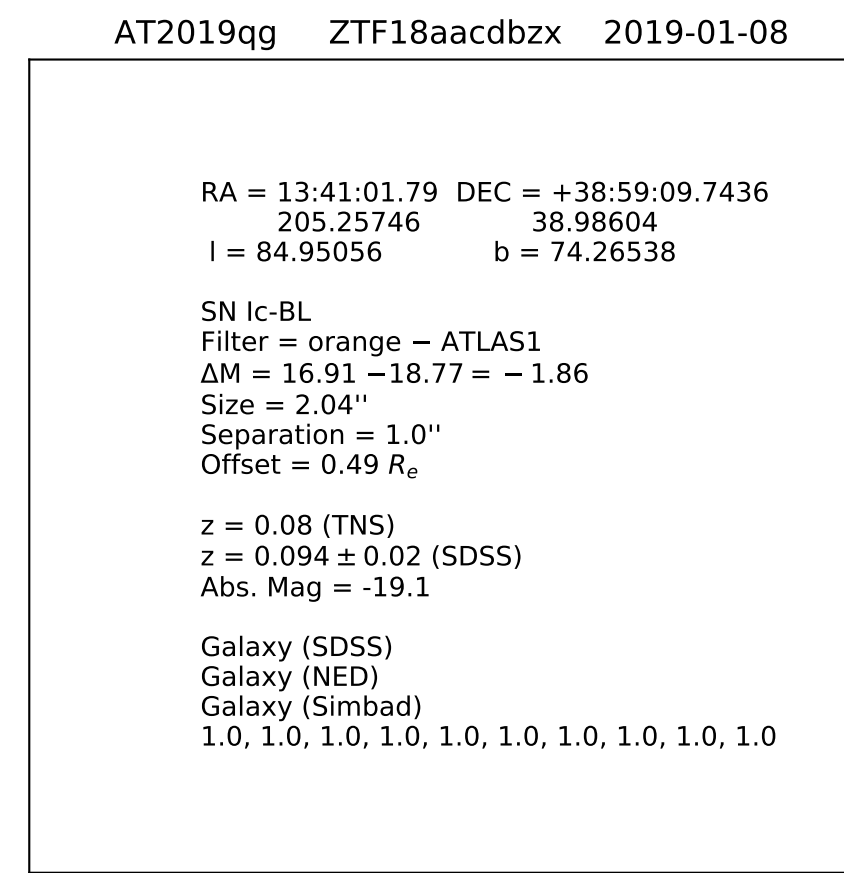 AT2019qg ZTF18aacdbzx 2019-01-08
RA = 13:41:01.79 DEC = +38:59:09.7436
205.25746 38.98604
l = 84.95056 b = 74.26538
SN Ic-BL
Filter = orange − ATLAS1
ΔM = 16.91 −18.77 = − 1.86
Size = 2.04''
Separation = 1.0''
Offset = 0.49 Re
z = 0.08 (TNS)
z = 0.094 ± 0.02 (SDSS)
Abs. Mag = -19.1
Galaxy (SDSS)
Galaxy (NED)
Galaxy (Simbad)
1.0, 1.0, 1.0, 1.0, 1.0, 1.0, 1.0, 1.0, 1.0, 1.0